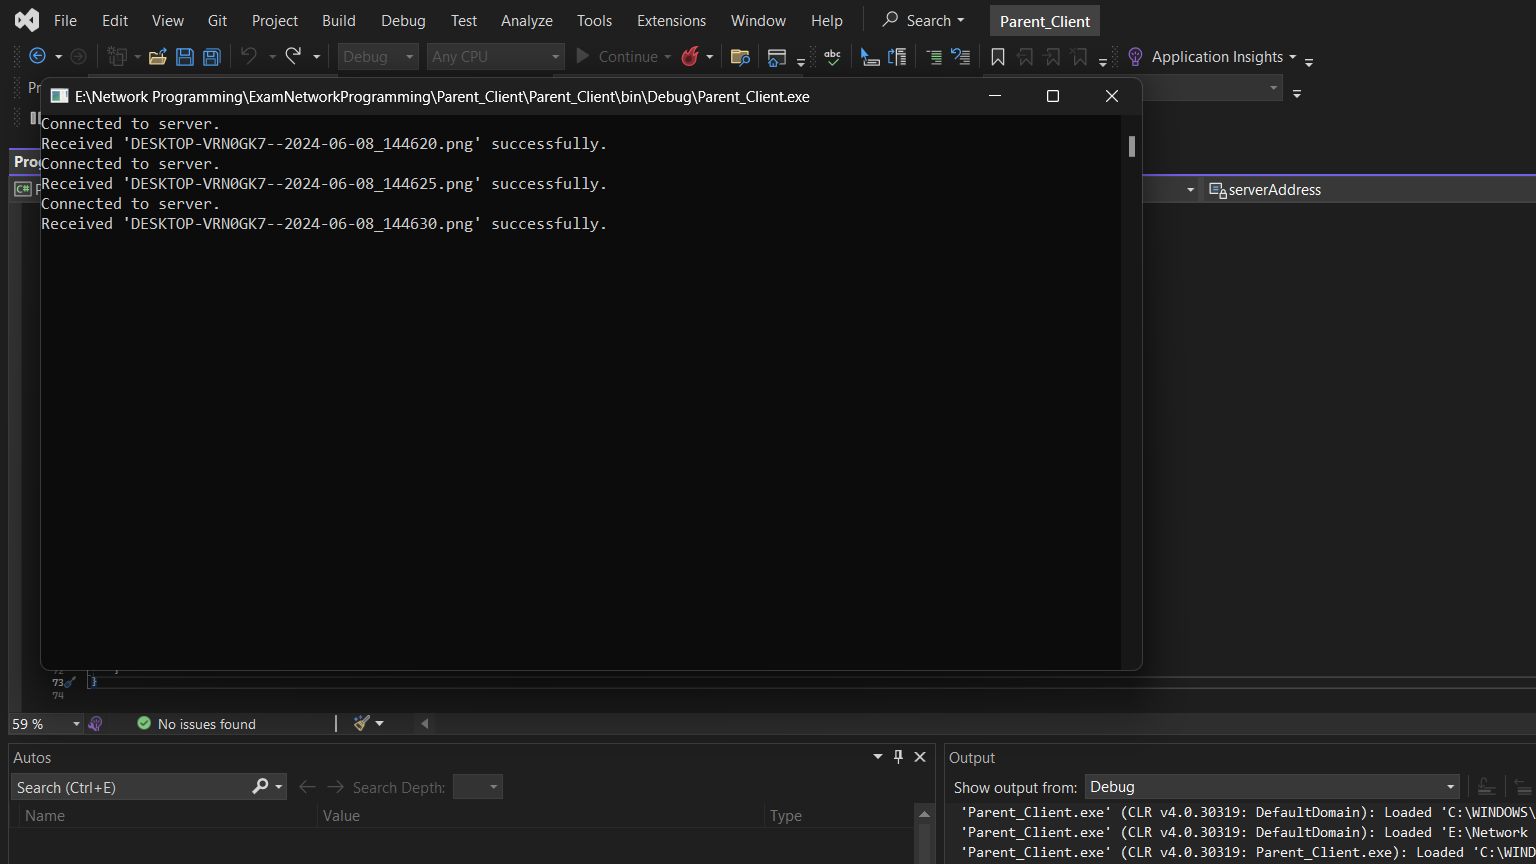 File Edit View Git Project Build Debug Test Analyze Tools Extensions Window Help Search Parent_Client
Debug Any CPU Continue abc Application Insights
E:\Network Programming\ExamNetworkProgramming\Parent_Client\Parent_Client\bin\Debug\Parent_Client.exe
Connected to server.
Received 'DESKTOP-VRN0GK7--2024-06-08_144620.png' successfully.
Connected to server.
Received 'DESKTOP-VRN0GK7--2024-06-08_144625.png' successfully.
Connected to server.
Received 'DESKTOP-VRN0GK7--2024-06-08_144630.png' successfully.
C#
serverAddress
73 }
74
59 % No issues found
Autos
Search (Ctrl+E) Search Depth:
Name Value Type
Output
Show output from: Debug
'Parent_Client.exe' (CLR v4.0.30319: DefaultDomain): Loaded 'C:\WINDOWS\
'Parent_Client.exe' (CLR v4.0.30319: DefaultDomain): Loaded 'E:\Network
'Parent_Client.exe' (CLR v4.0.30319: Parent_Client.exe): Loaded 'C:\WIND